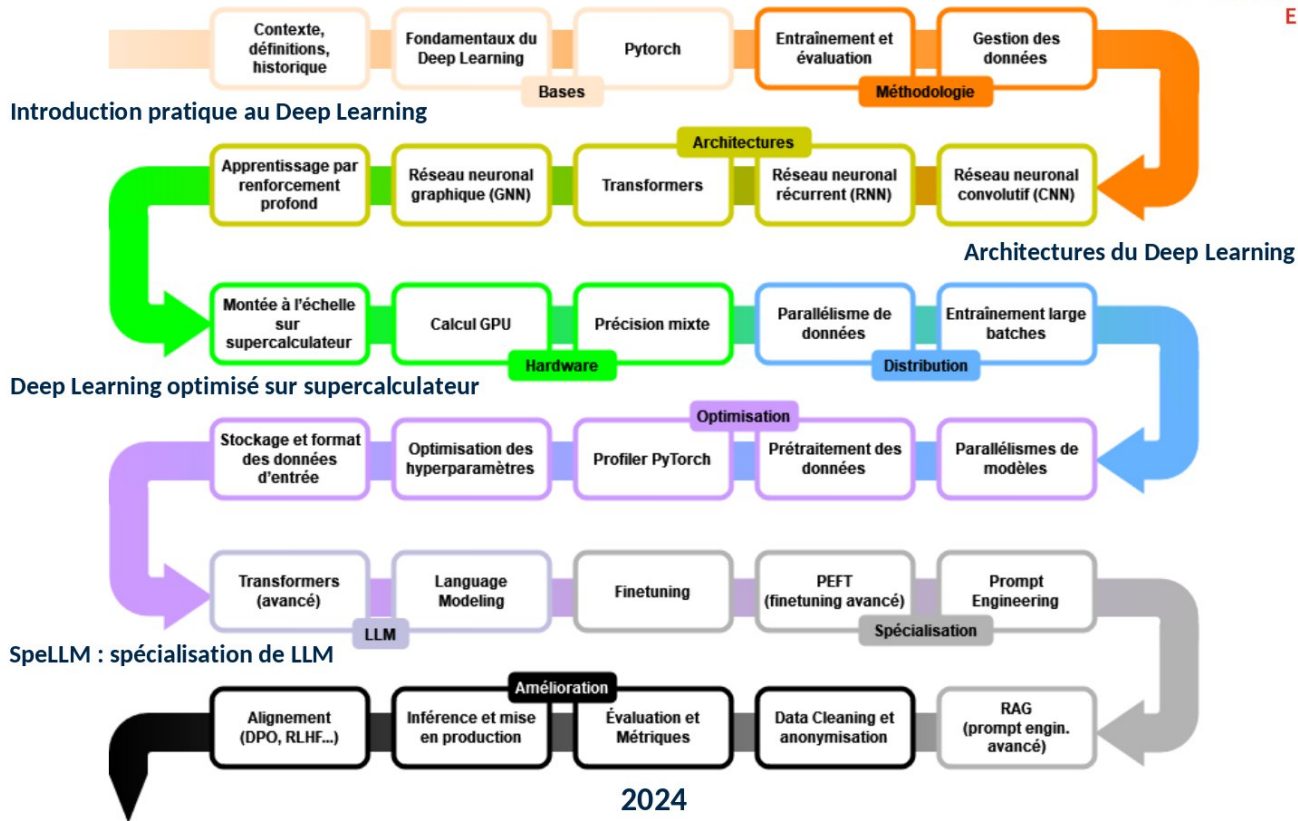 E
Contexte,
définitions,
historique
Fondamentaux du
Deep Learning
Pytorch
Entraînement et
évaluation
Gestion des
données
Bases
Méthodologie
Introduction pratique au Deep Learning
Architectures
Apprentissage par
renforcement
profond
Réseau neuronal
graphique (GNN)
Transformers
Réseau neuronal
récurrent (RNN)
Réseau neuronal
convolutif (CNN)
Architectures du Deep Learning
Montée à l'échelle
sur
supercalculateur
Calcul GPU
Précision mixte
Parallélisme de
données
Entraînement large
batches
Hardware
Distribution
Deep Learning optimisé sur supercalculateur
Optimisation
Stockage et format
des données
d'entrée
Optimisation des
hyperparamètres
Profiler PyTorch
Prétraitement des
données
Parallélismes de
modèles
Transformers
(avancé)
Language
Modeling
Finetuning
PEFT
(finetuning avancé)
Prompt
Engineering
LLM
Spécialisation
SpeLLM : spécialisation de LLM
Amélioration
Alignement
(DPO, RLHF...)
Inférence et mise
en production
Évaluation et
Métriques
Data Cleaning et
anonymisation
RAG
(prompt engin.
avancé)
2024